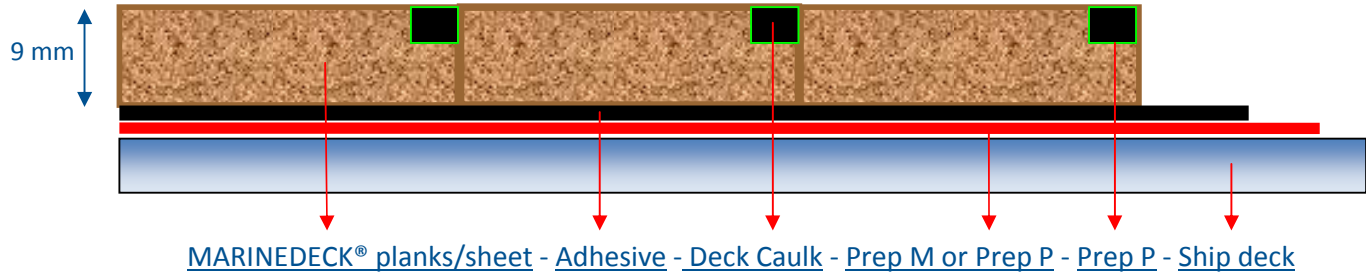 9 mm
MARINEDECK® planks/sheet - Adhesive - Deck Caulk - Prep M or Prep P - Prep P - Ship deck